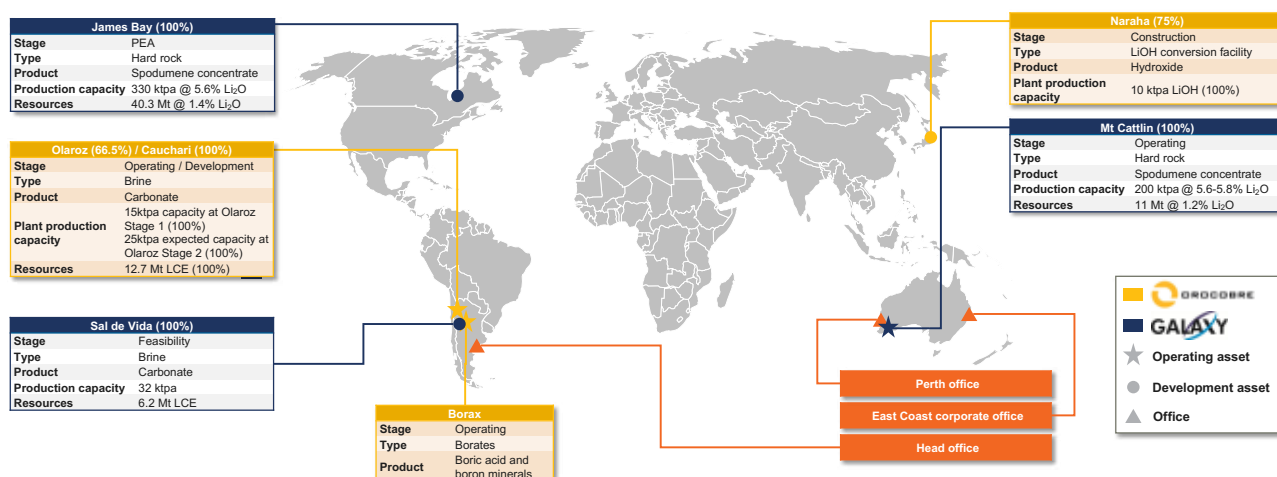 James Bay (100%)
Stage PEA
Type Hard rock
Product Spodumene concentrate
Production capacity 330 ktpa @ 5.6% Li₂O
Resources 40.3 Mt @ 1.4% Li₂O
Olaroz (66.5%) / Cauchari (100%)
Stage Operating / Development
Type Brine
Product Carbonate
Plant production capacity 15ktpa capacity at Olaroz
Stage 1 (100%)
25ktpa expected capacity at
Olaroz Stage 2 (100%)
Resources 12.7 Mt LCE (100%)
Sal de Vida (100%)
Stage Feasibility
Type Brine
Product Carbonate
Production capacity 32 ktpa
Resources 6.2 Mt LCE
Borax
Stage Operating
Type Borates
Product Boric acid and
boron minerals
Naraha (75%)
Stage Construction
Type LiOH conversion facility
Product Hydroxide
Plant production
capacity 10 ktpa LiOH (100%)
Mt Cattlin (100%)
Stage Operating
Type Hard rock
Product Spodumene concentrate
Production capacity 200 ktpa @ 5.6-5.8% Li₂O
Resources 11 Mt @ 1.2% Li₂O
Perth office
East Coast corporate office
Head office
OROCOBRE
GALAXY
Operating asset
Development asset
Office